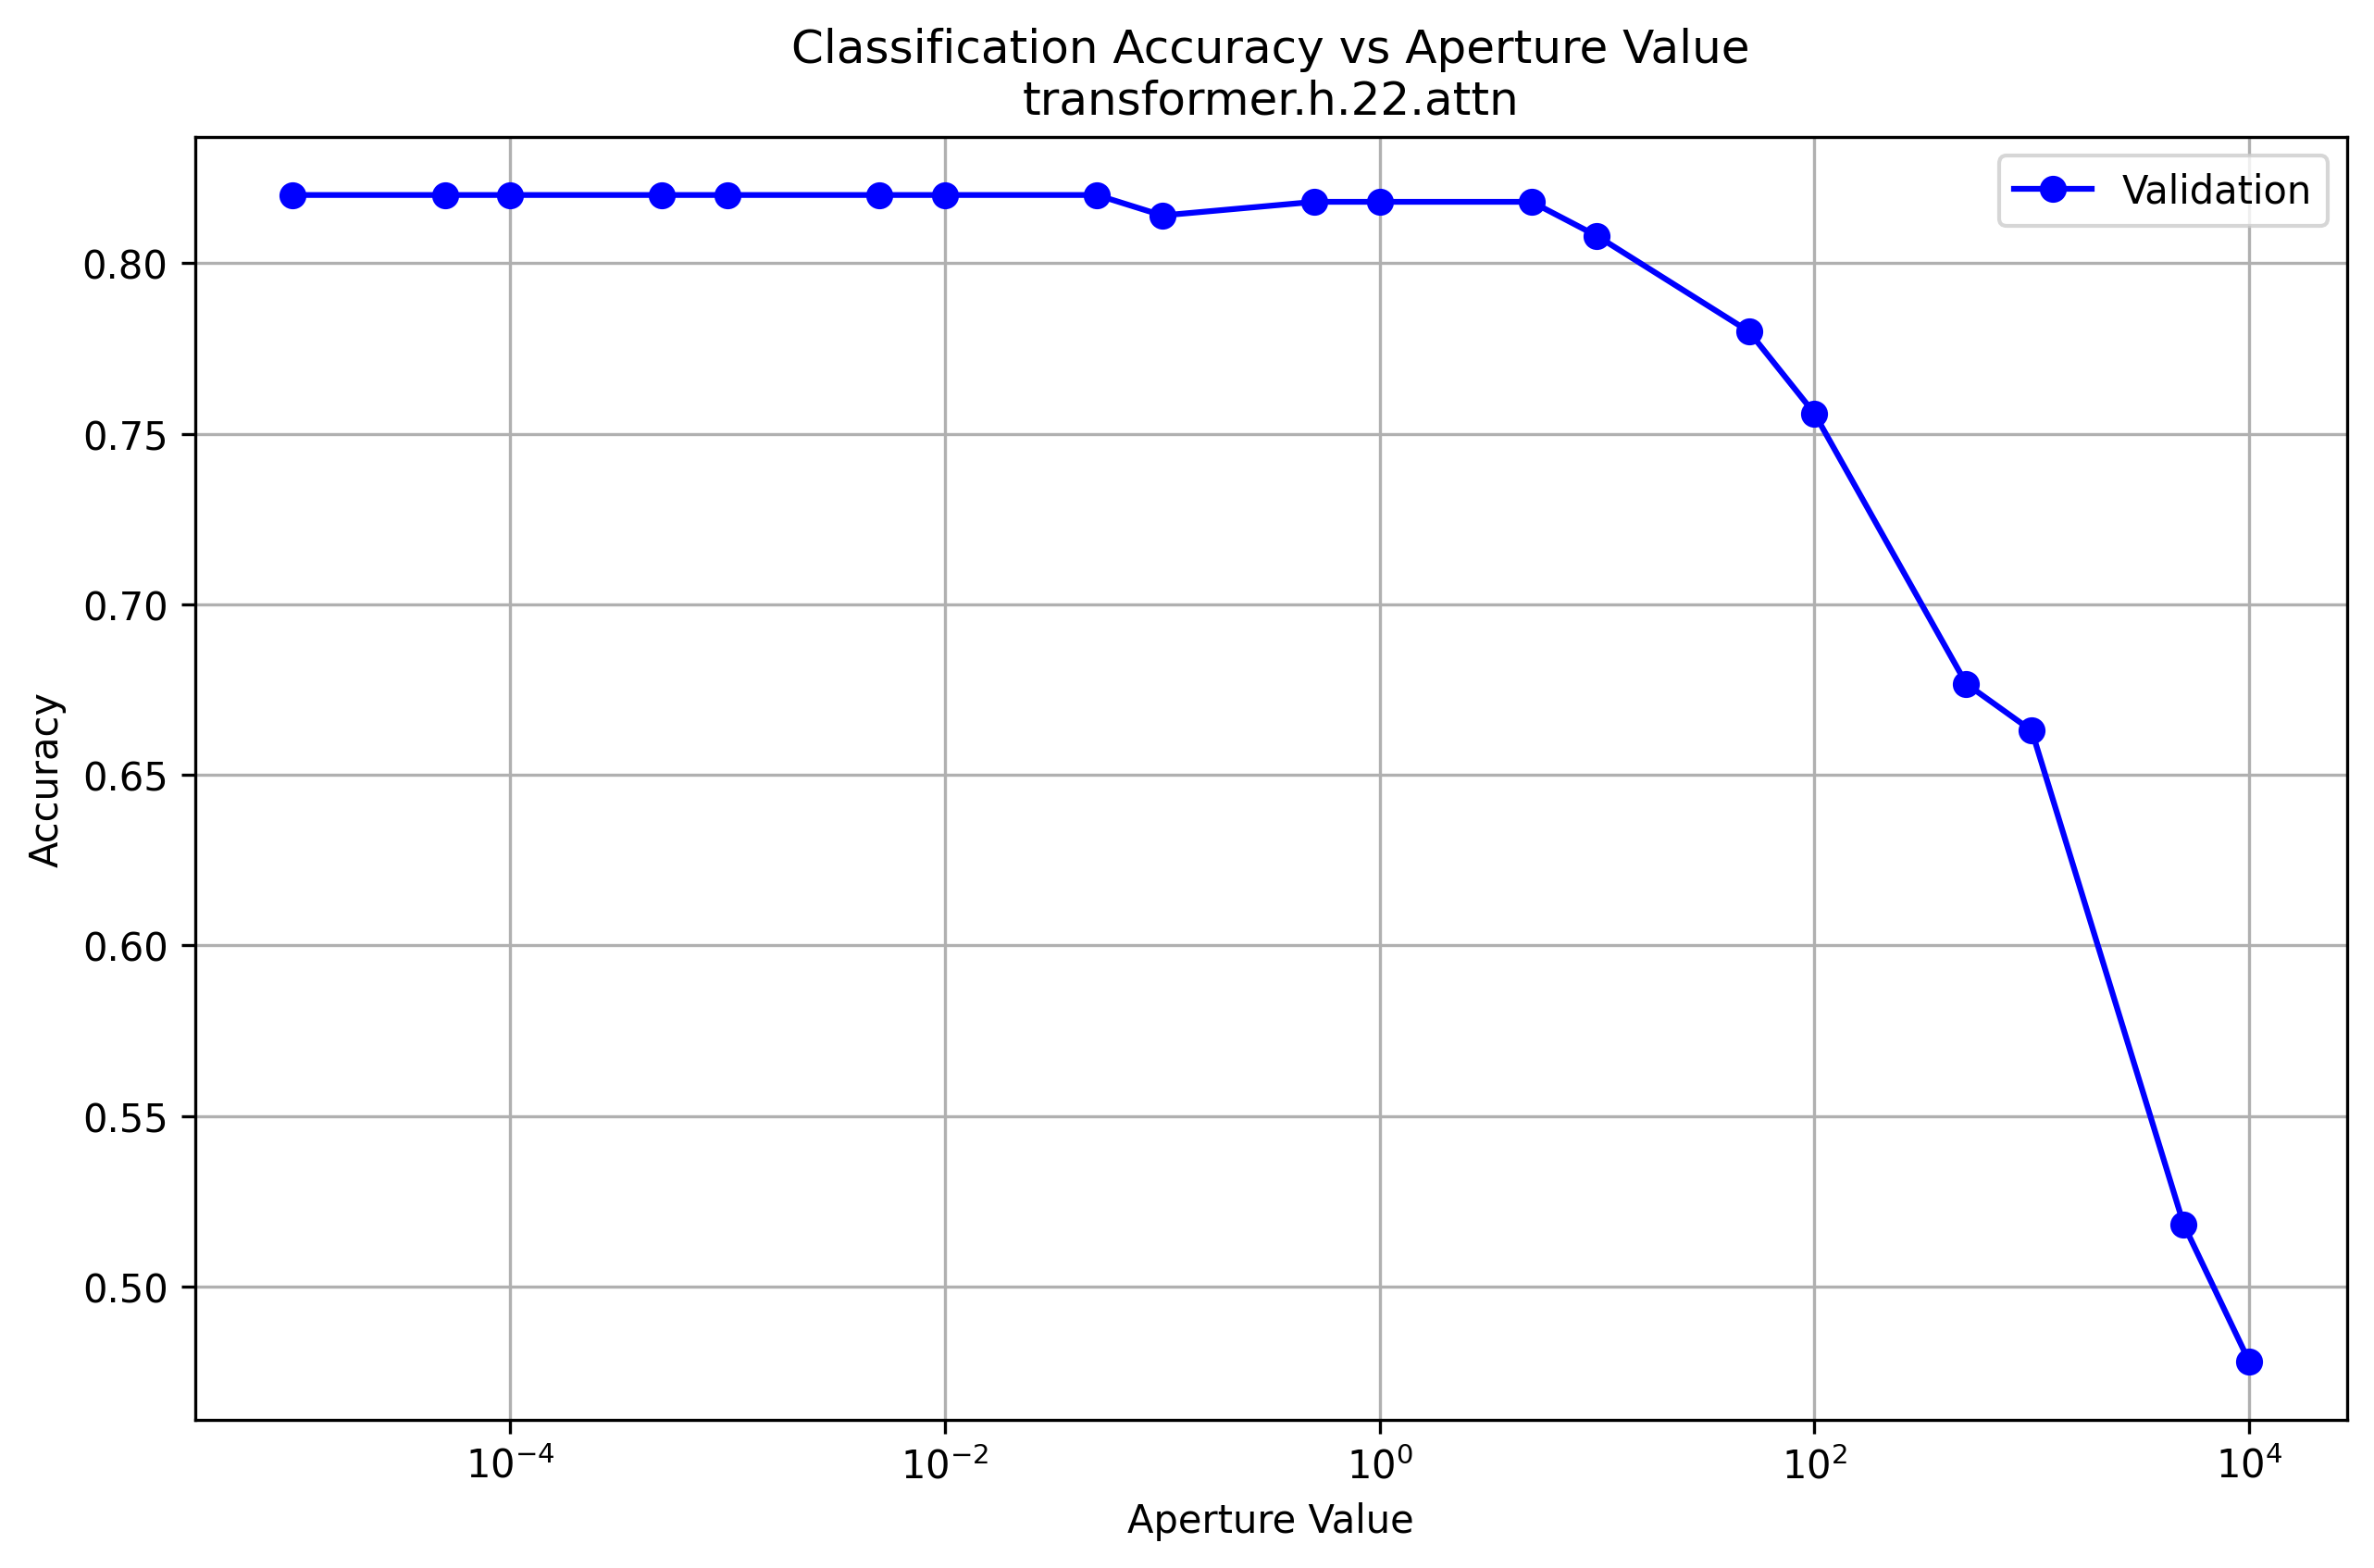 Classification Accuracy vs Aperture Value
transformer.h.22.attn
Validation
0.80
0.75
0.70
0.65
0.60
0.55
0.50
Accuracy
10⁻⁴
10⁻²
10⁰
10²
10⁴
Aperture Value